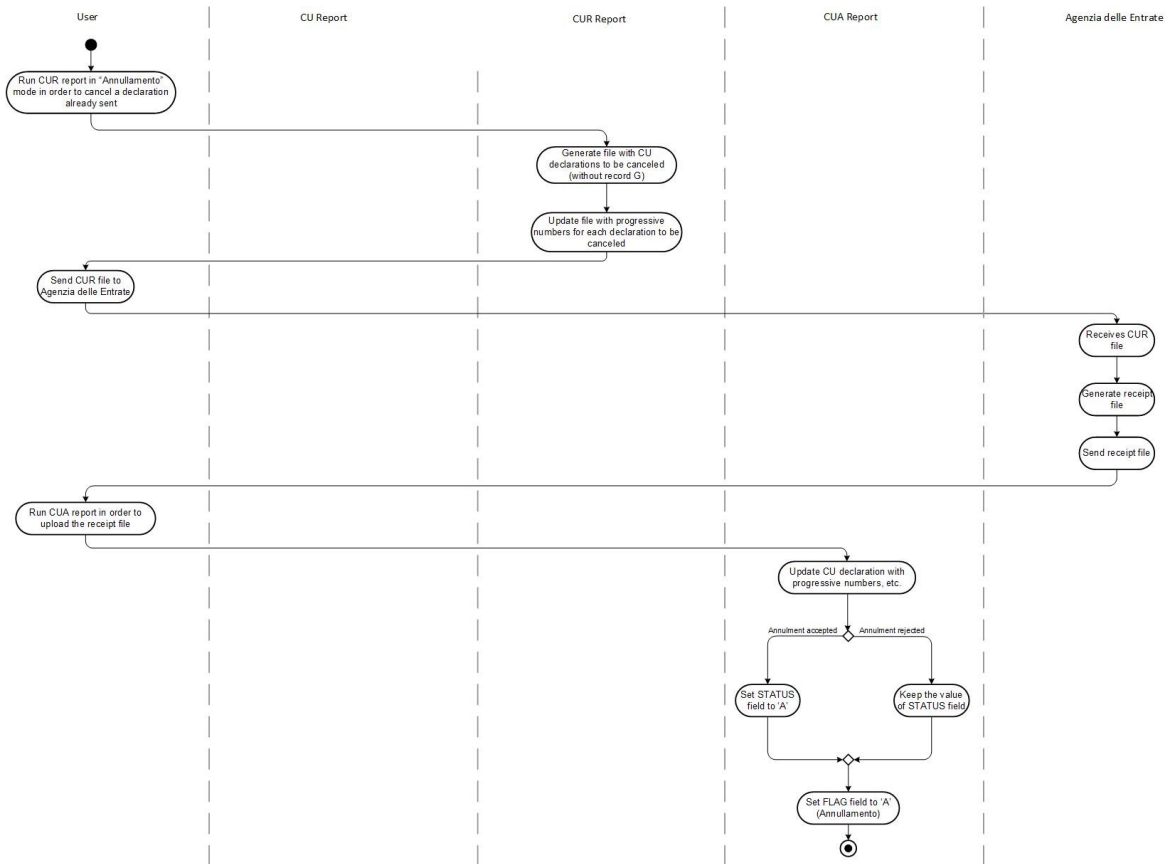 User
CU Report
CUR Report
CUA Report
Agenzia delle Entrate
Run CUR report in "Annullamento"
mode in order to cancel a declaration
already sent
Generate file with CU
declarations to be canceled
(without record G)
Update file with progressive
numbers for each declaration to be
canceled
Send CUR file to
Agenzia delle Entrate
Receives CUR
file
Generate receipt
file
Send receipt file
Run CUA report in order to
upload the receipt file
Update CU declaration with
progressive numbers, etc.
Annulment accepted
Annulment rejected
Set STATUS
field to 'A'
Keep the value
of STATUS field
Set FLAG field to 'A'
(Annullamento)